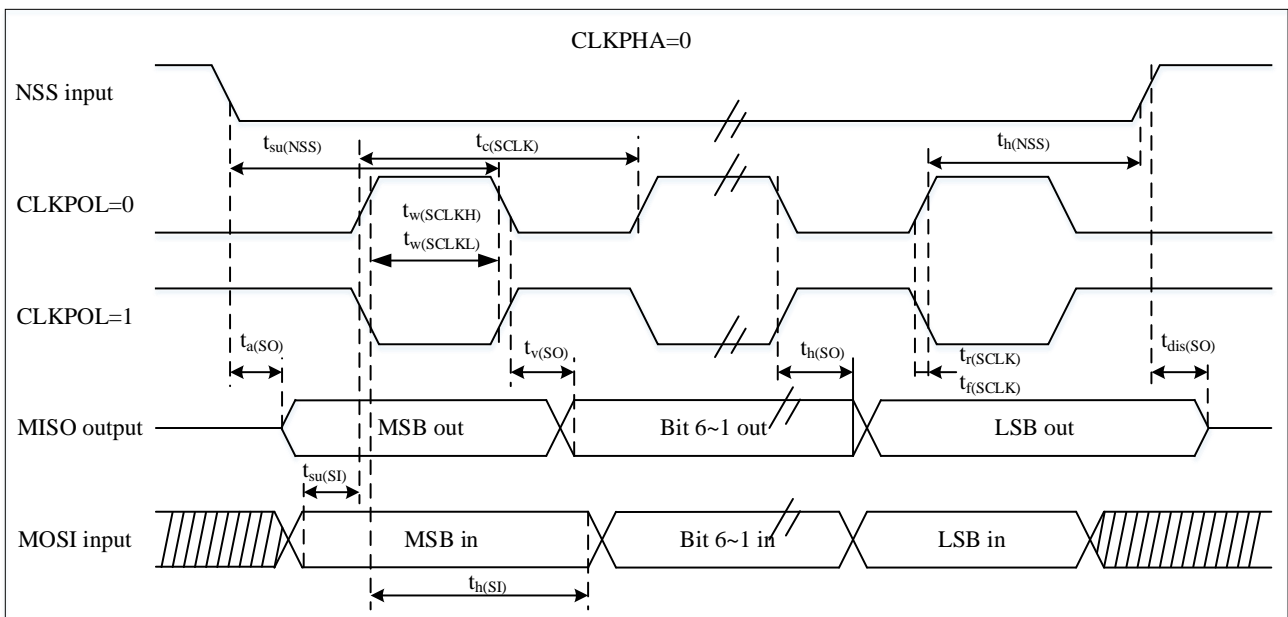 CLKPHA=0
NSS input
tsu(NSS)
tc(SCLK)
th(NSS)
CLKPOL=0
tw(SCLKH)
tw(SCLKL)
CLKPOL=1
ta(SO)
tv(SO)
th(SO)
tr(SCLK)
tf(SCLK)
tdis(SO)
MISO output
MSB out
Bit 6~1 out
LSB out
tsu(SI)
MOSI input
MSB in
Bit 6~1 in
LSB in
th(SI)